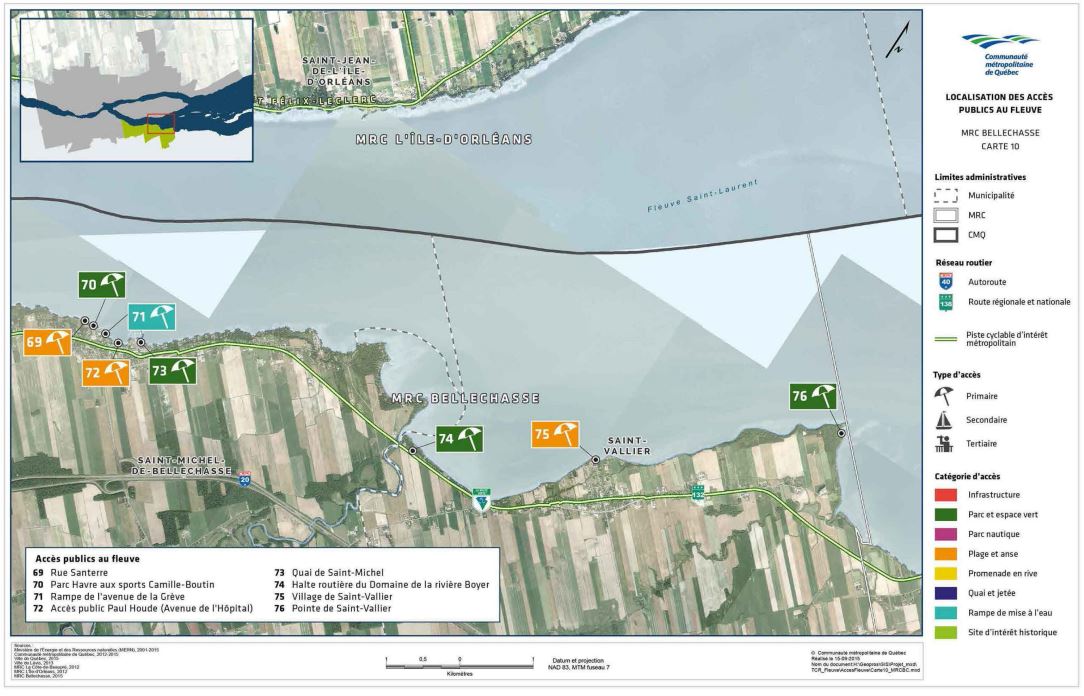 SAINT-JEAN-
DE-L'ÎLE-
D'ORLÉANS
RT FÉLIX-LECLERC
MRC L'ÎLE-D'ORLÉANS
Fleuve Saint-Laurent
70
71
69
72
73
MRC BELLECHASSE
76
74
75
SAINT-
VALLIER
SAINT-MICHEL-
DE-BELLECHASSE
20
132
Accès publics au fleuve
69 Rue Santerre
70 Parc Havre aux sports Camille-Boutin
71 Rampe de l'avenue de la Grève
72 Accès public Paul Houde (Avenue de l'Hôpital)
73 Quai de Saint-Michel
74 Halte routière du Domaine de la rivière Boyer
75 Village de Saint-Vallier
76 Pointe de Saint-Vallier
N
Communauté
métropolitaine
de Québec
LOCALISATION DES ACCÈS
PUBLICS AU FLEUVE
MRC BELLECHASSE
CARTE 10
Limites administratives
Municipalité
MRC
CMQ
Réseau routier
40 Autoroute
138 Route régionale et nationale
Piste cyclable d'intérêt
métropolitain
Type d'accès
Primaire
Secondaire
Tertiaire
Catégorie d'accès
Infrastructure
Parc et espace vert
Parc nautique
Plage et anse
Promenade en rive
Quai et jetée
Rampe de mise à l'eau
Site d'intérêt historique
Sources :
Ministère de l'Énergie et des Ressources naturelles (MERN), 2001-2015
Communauté métropolitaine de Québec, 2012-2015
Ville de Québec, 2015
Ville de Lévis, 2013
MRC La Côte-de-Beaupré, 2012
MRC L'Île-d'Orléans, 2012
MRC Bellechasse, 2015
1 0,5 0
Kilomètres
Datum et projection
NAD 83, MTM fuseau 7
© Communauté métropolitaine de Québec
Réalisé le 15-09-2015